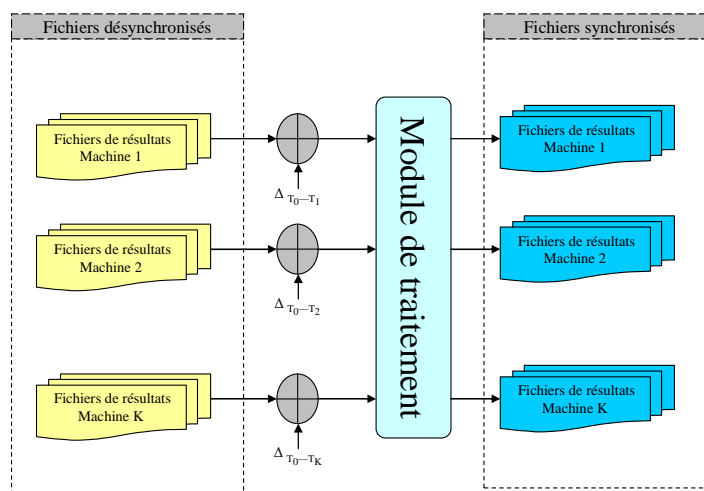 Fichiers désynchronisés
Fichiers synchronisés
Fichiers de résultats
Machine 1
Δ T0—T1
Fichiers de résultats
Machine 1
Fichiers de résultats
Machine 2
Δ T0—T2
Fichiers de résultats
Machine 2
Fichiers de résultats
Machine K
Δ T0—TK
Fichiers de résultats
Machine K
Module de traitement